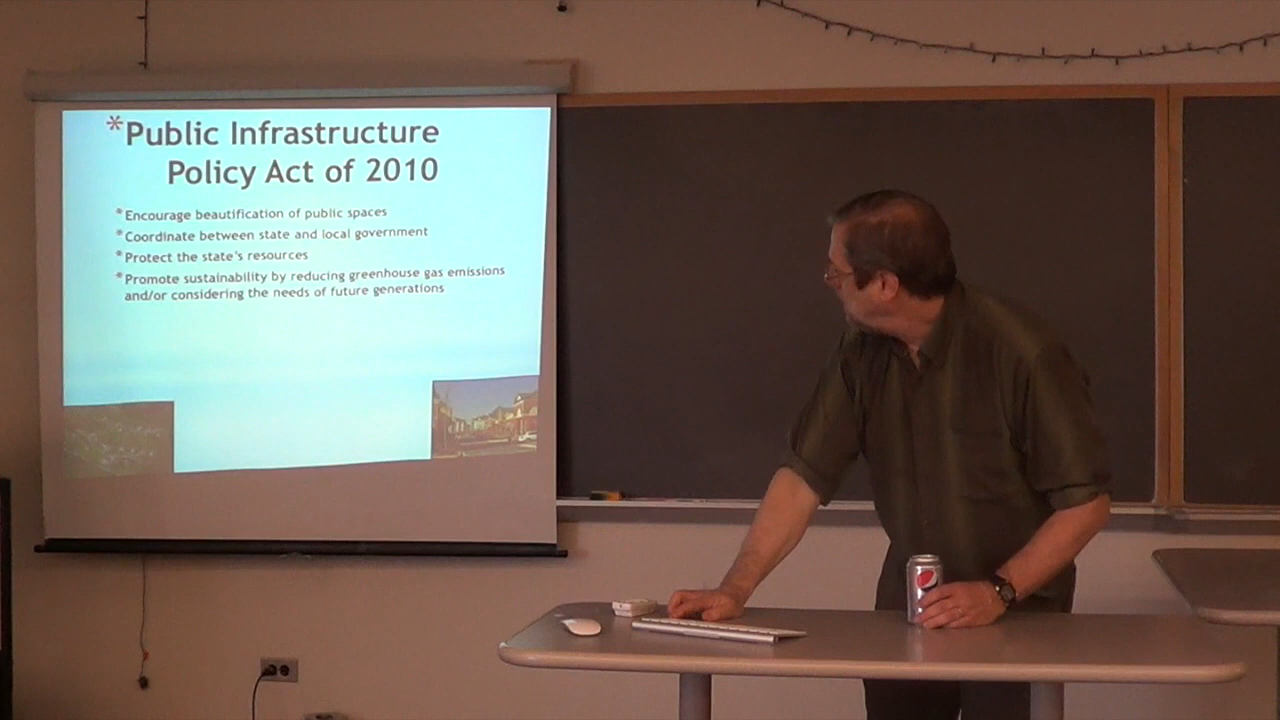 *Public Infrastructure
Policy Act of 2010
*Encourage beautification of public spaces
*Coordinate between state and local government
*Protect the state's resources
*Promote sustainability by reducing greenhouse gas emissions
and/or considering the needs of future generations